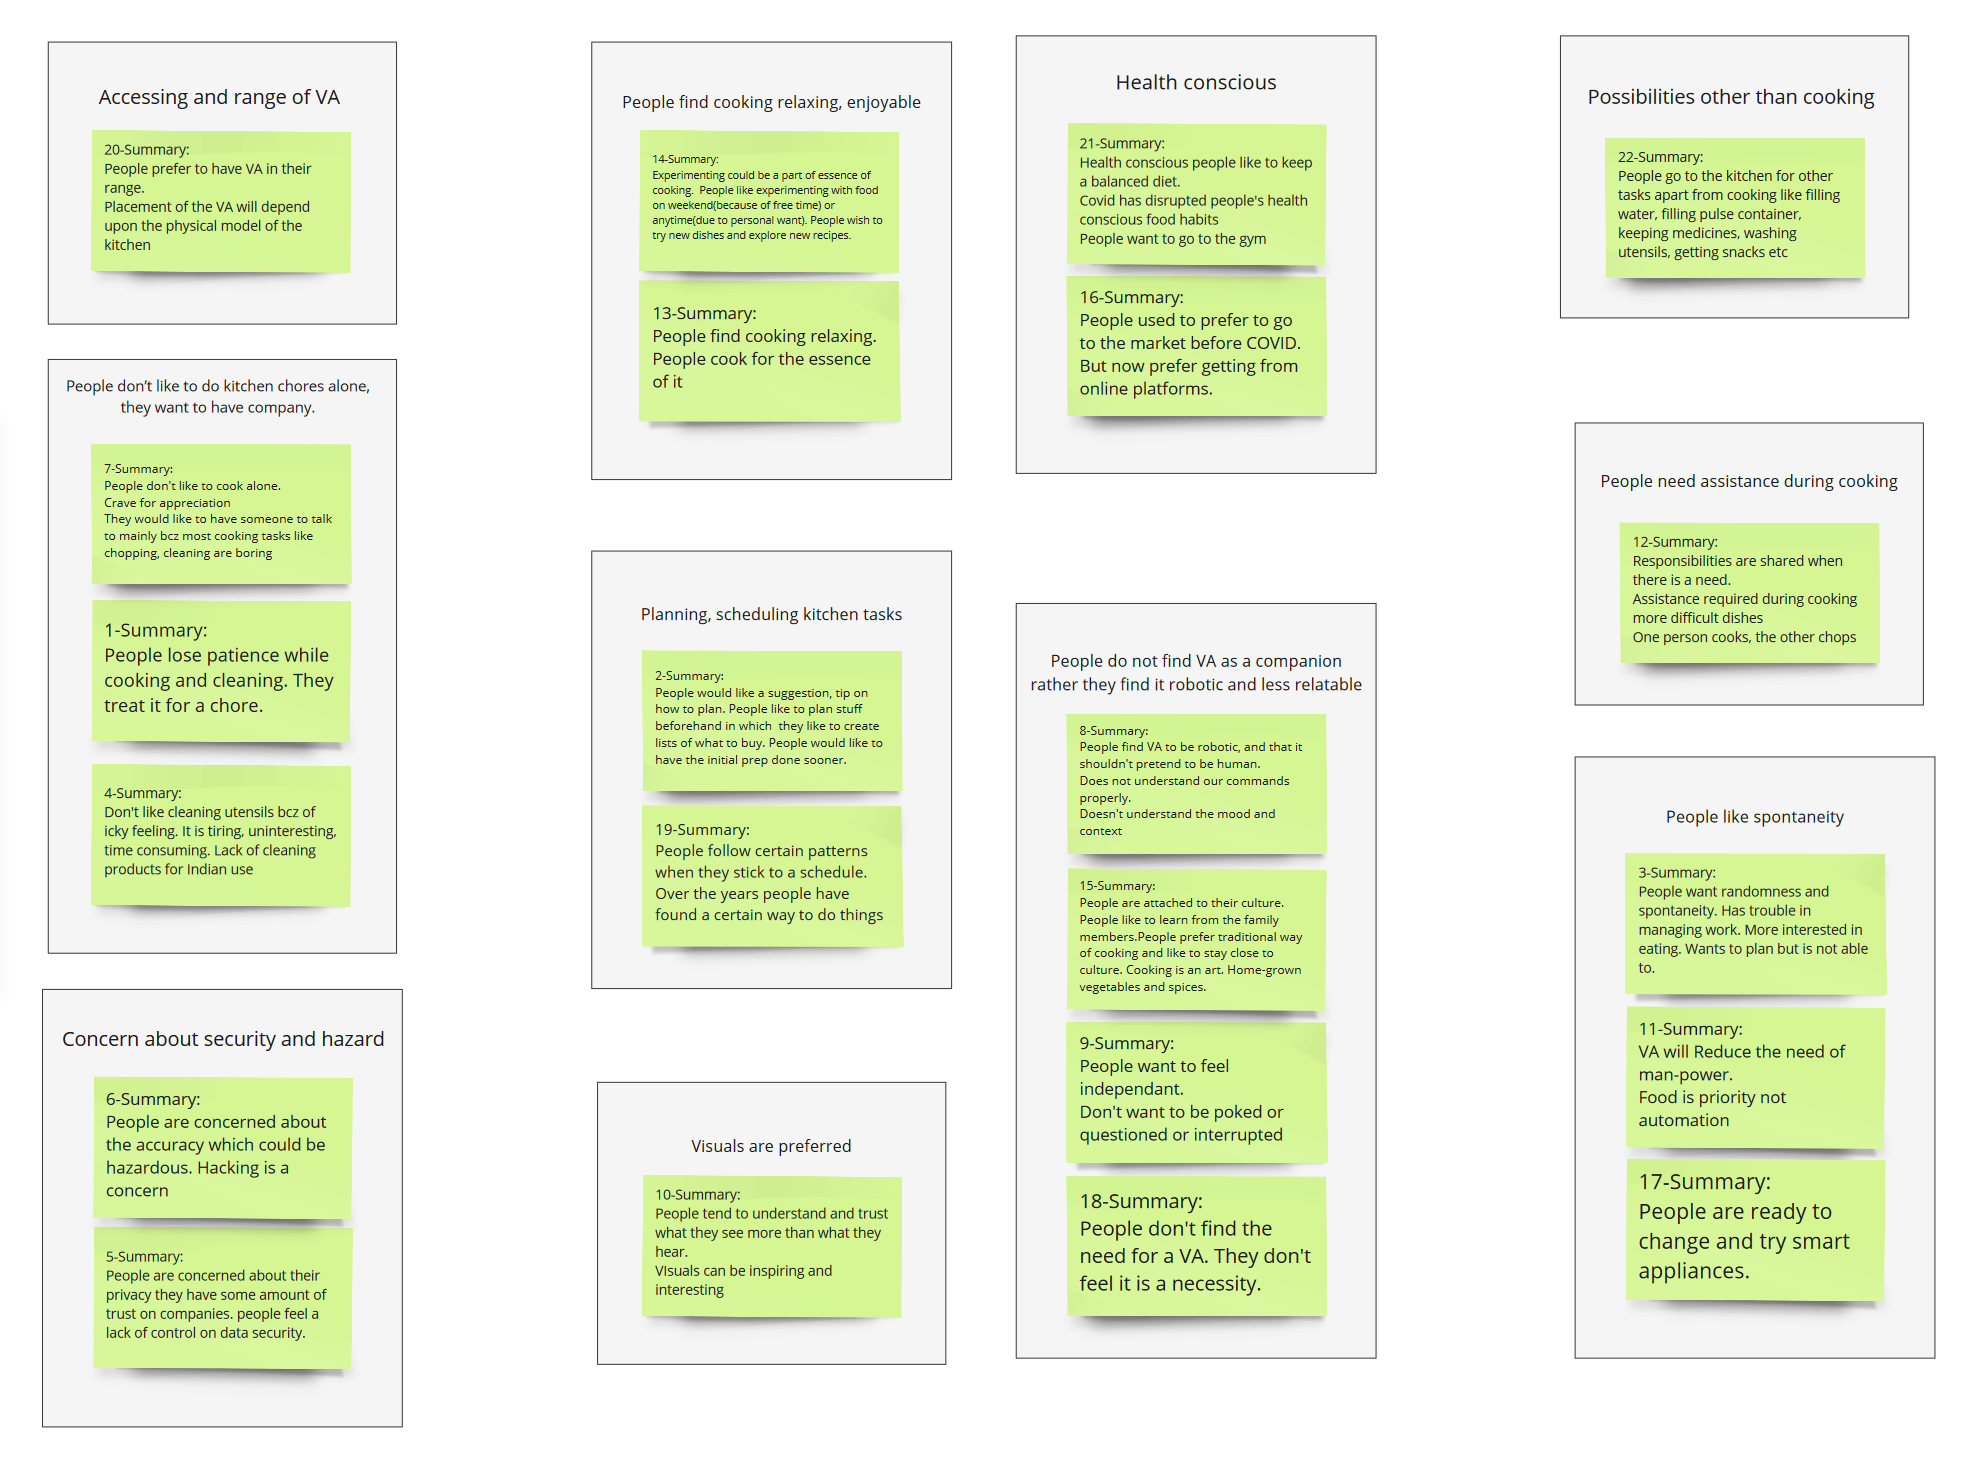 Accessing and range of VA
20-Summary:
People prefer to have VA in their
range.
Placement of the VA will depend
upon the physical model of the
kitchen
People don't like to do kitchen chores alone,
they want to have company.
7-Summary:
People don't like to cook alone.
Crave for appreciation
They would like to have someone to talk
to mainly bcz most cooking tasks like
chopping, cleaning are boring
1-Summary:
People lose patience while
cooking and cleaning. They
treat it for a chore.
4-Summary:
Don't like cleaning utensils bcz of
icky feeling. It is tiring, uninteresting,
time consuming. Lack of cleaning
products for Indian use
Concern about security and hazard
6-Summary:
People are concerned about
the accuracy which could be
hazardous. Hacking is a
concern
5-Summary:
People are concerned about their
privacy they have some amount of
trust on companies. people feel a
lack of control on data security.
People find cooking relaxing, enjoyable
14-Summary:
Experimenting could be a part of essence of
cooking.  People like experimenting with food
on weekend(because of free time) or
anytime(due to personal want). People wish to
try new dishes and explore new recipes.
13-Summary:
People find cooking relaxing.
People cook for the essence
of it
Planning, scheduling kitchen tasks
2-Summary:
People would like a suggestion, tip on
how to plan. People like to plan stuff
beforehand in which  they like to create
lists of what to buy. People would like to
have the initial prep done sooner.
19-Summary:
People follow certain patterns
when they stick to a schedule.
Over the years people have
found a certain way to do things
Visuals are preferred
10-Summary:
People tend to understand and trust
what they see more than what they
hear.
VIsuals can be inspiring and
interesting
Health conscious
21-Summary:
Health conscious people like to keep
a balanced diet.
Covid has disrupted people's health
conscious food habits
People want to go to the gym
16-Summary:
People used to prefer to go
to the market before COVID.
But now prefer getting from
online platforms.
People do not find VA as a companion
rather they find it robotic and less relatable
8-Summary:
People find VA to be robotic, and that it
shouldn't pretend to be human.
Does not understand our commands
properly.
Doesn't understand the mood and
context
15-Summary:
People are attached to their culture.
People like to learn from the family
members.People prefer traditional way
of cooking and like to stay close to
culture. Cooking is an art. Home-grown
vegetables and spices.
9-Summary:
People want to feel
independant.
Don't want to be poked or
questioned or interrupted
18-Summary:
People don't find the
need for a VA. They don't
feel it is a necessity.
Possibilities other than cooking
22-Summary:
People go to the kitchen for other
tasks apart from cooking like filling
water, filling pulse container,
keeping medicines, washing
utensils, getting snacks etc
People need assistance during cooking
12-Summary:
Responsibilities are shared when
there is a need.
Assistance required during cooking
more difficult dishes
One person cooks, the other chops
People like spontaneity
3-Summary:
People want randomness and
spontaneity. Has trouble in
managing work. More interested in
eating. Wants to plan but is not able
to.
11-Summary:
VA will Reduce the need of
man-power.
Food is priority not
automation
17-Summary:
People are ready to
change and try smart
appliances.